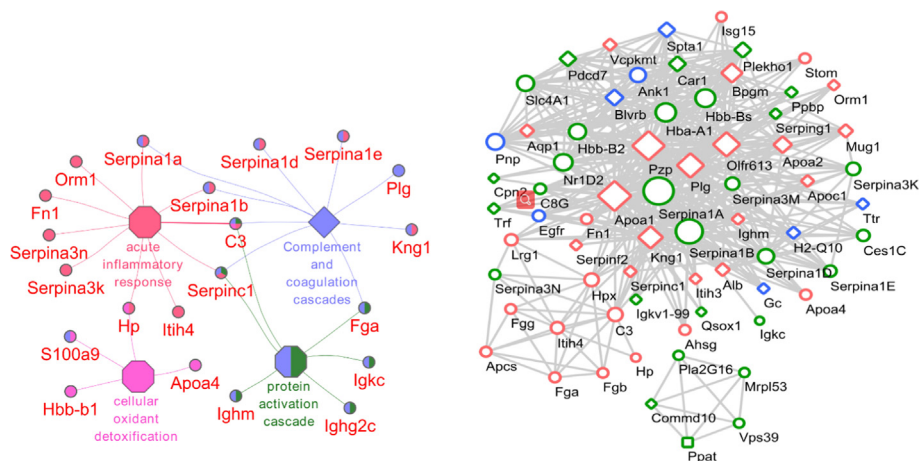 Serpina1a
Serpina1d
Serpina1e
Plg
Orm1
Serpina1b
Fn1
C3
Kng1
Serpina3n
acute
inflammatory
response
Complement
and
coagulation
cascades
Serpina3k
Serpinc1
Hp
Itih4
Fga
S100a9
Igkc
Apoa4
Hbb-b1
protein
activation
cascade
Ighm
Ighg2c
cellular
oxidant
detoxification
Isg15
Spta1
Vcpkmt
Plekho1
Pdcd7
Car1
Stom
Ank1
Bpgm
Slc4A1
Orm1
Ppbp
Blvrb
Hbb-Bs
Serping1
Hba-A1
Mug1
Aqp1
Hbb-B2
Olfr613
Apoa2
Pnp
Pzp
Nr1D2
Plg
Serpina3K
Cpn2
C8G
Serpina3M
Apoc1
Trf
Apoa1
Serpina1A
Ttr
Egfr
Fn1
Ighm
H2-Q10
Ces1C
Lrg1
Serpinf2
Kng1
Serpina1B
Serpina1D
Serpinc1
Alb
Serpina1E
Serpina3N
Hpx
Itih3
Gc
Apoa4
Igkv1-99
Fgg
C3
Qsox1
Igkc
Itih4
Ahsg
Apcs
Hp
Fga
Fgb
Pla2G16
Mrpl53
Commd10
Vps39
Ppat